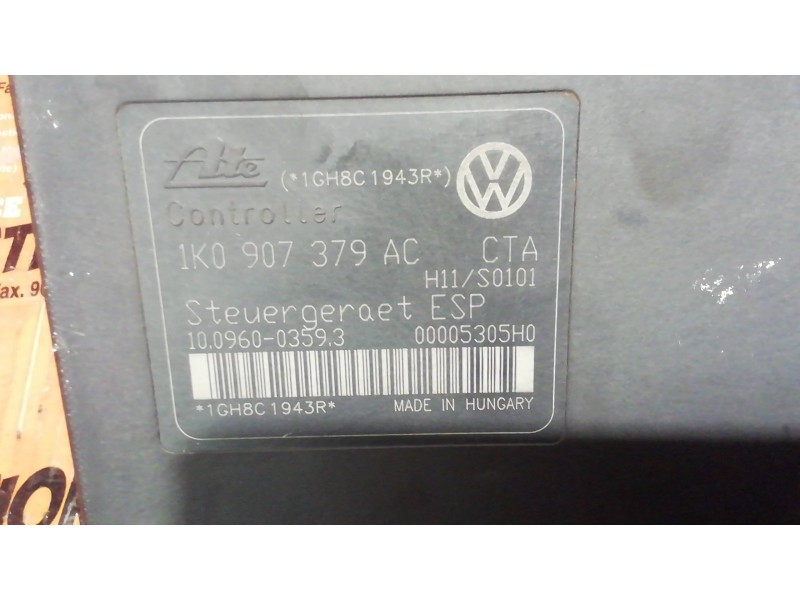 Ate (*1GH8C1943R*)
Controller
1K0 907 379 AC CTA
H11/S0101
Steuergeraet ESP
10.0960-0359.3 00005305H0
*1GH8C1943R* MADE IN HUNGARY